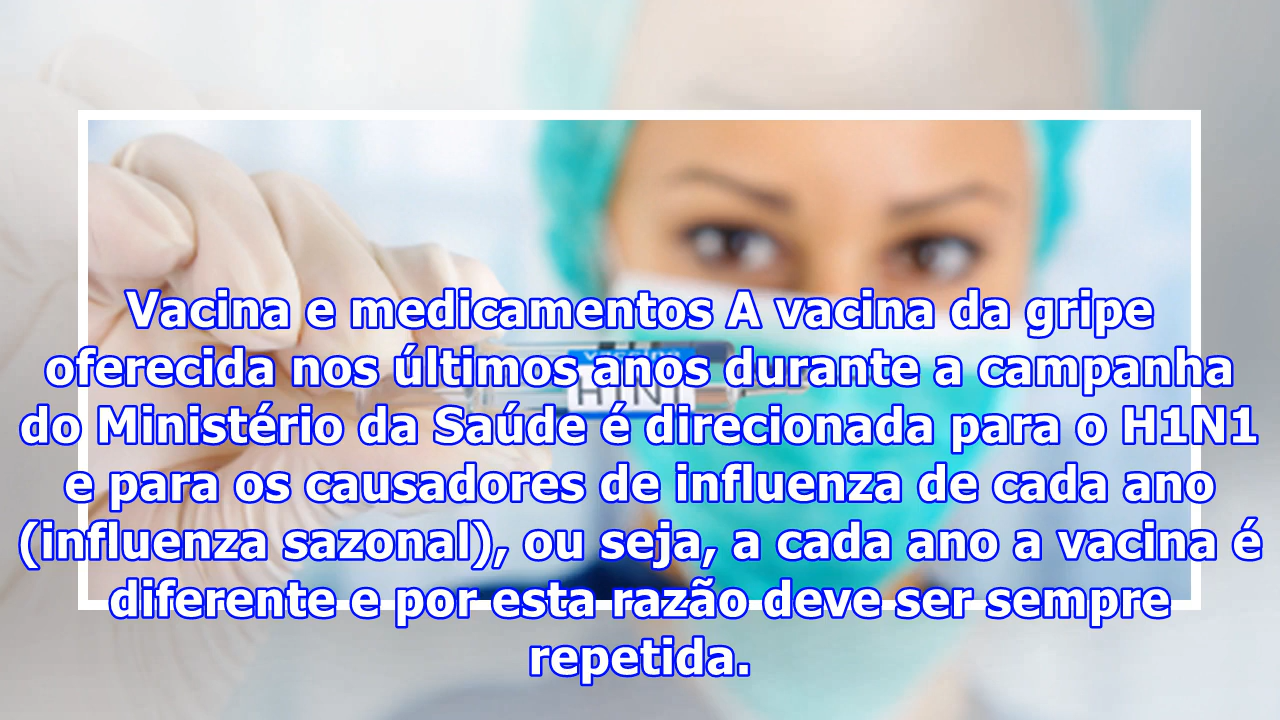 Vacina e medicamentos A vacina da gripe
oferecida nos últimos anos durante a campanha
do Ministério da Saúde é direcionada para o H1N1
e para os causadores de influenza de cada ano
(influenza sazonal), ou seja, a cada ano a vacina é
diferente e por esta razão deve ser sempre
repetida.
vaccine
H1N1